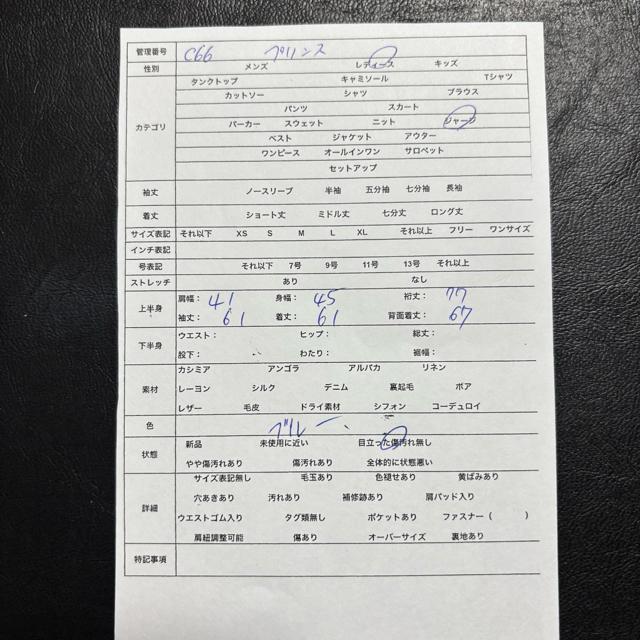 管理番号 C66 プリンス
性別 メンズ レディース キッズ
カテゴリ
タンクトップ キャミソール Tシャツ
カットソー シャツ ブラウス
パンツ スカート
パーカー スウェット ニット ジャージ
ベスト ジャケット アウター
ワンピース オールインワン サロペット
セットアップ
袖丈 ノースリーブ 半袖 五分袖 七分袖 長袖
着丈 ショート丈 ミドル丈 七分丈 ロング丈
サイズ表記 それ以下 XS S M L XL それ以上 フリー ワンサイズ
インチ表記
号表記 それ以下 7号 9号 11号 13号 それ以上
ストレッチ あり なし
上半身
肩幅： 41 身幅： 45 裄丈： 77
袖丈： 61 着丈： 61 背面着丈： 67
下半身
ウエスト： ヒップ： 総丈：
股下： わたり： 裾幅：
素材
カシミア アンゴラ アルパカ リネン
レーヨン シルク デニム 裏起毛 ボア
レザー 毛皮 ドライ素材 シフォン コーデュロイ
色 ブルー
状態
新品 未使用に近い 目立った傷汚れ無し
やや傷汚れあり 傷汚れあり 全体的に状態悪い
詳細
サイズ表記無し 毛玉あり 色褪せあり 黄ばみあり
穴あきあり 汚れあり 補修跡あり 肩パッド入り
ウエストゴム入り タグ類無し ポケットあり ファスナー（ ）
肩紐調整可能 傷あり オーバーサイズ 裏地あり
特記事項